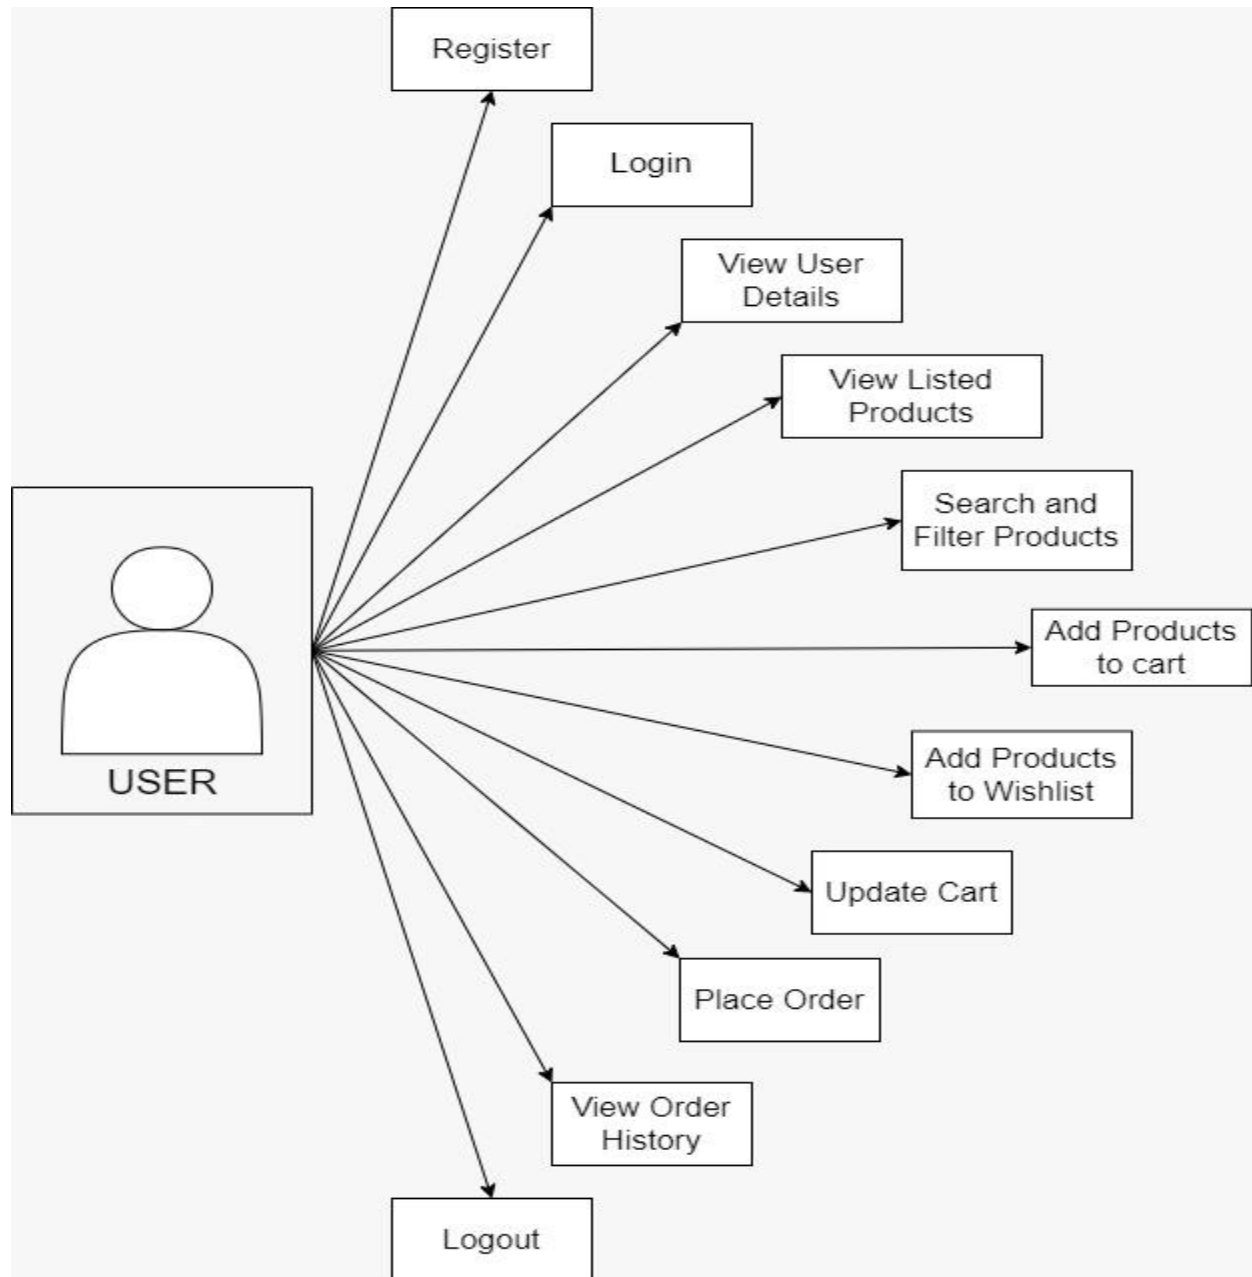 Register
Login
View User
Details
View Listed
Products
Search and
Filter Products
Add Products
to cart
Add Products
to Wishlist
USER
Update Cart
Place Order
View Order
History
Logout